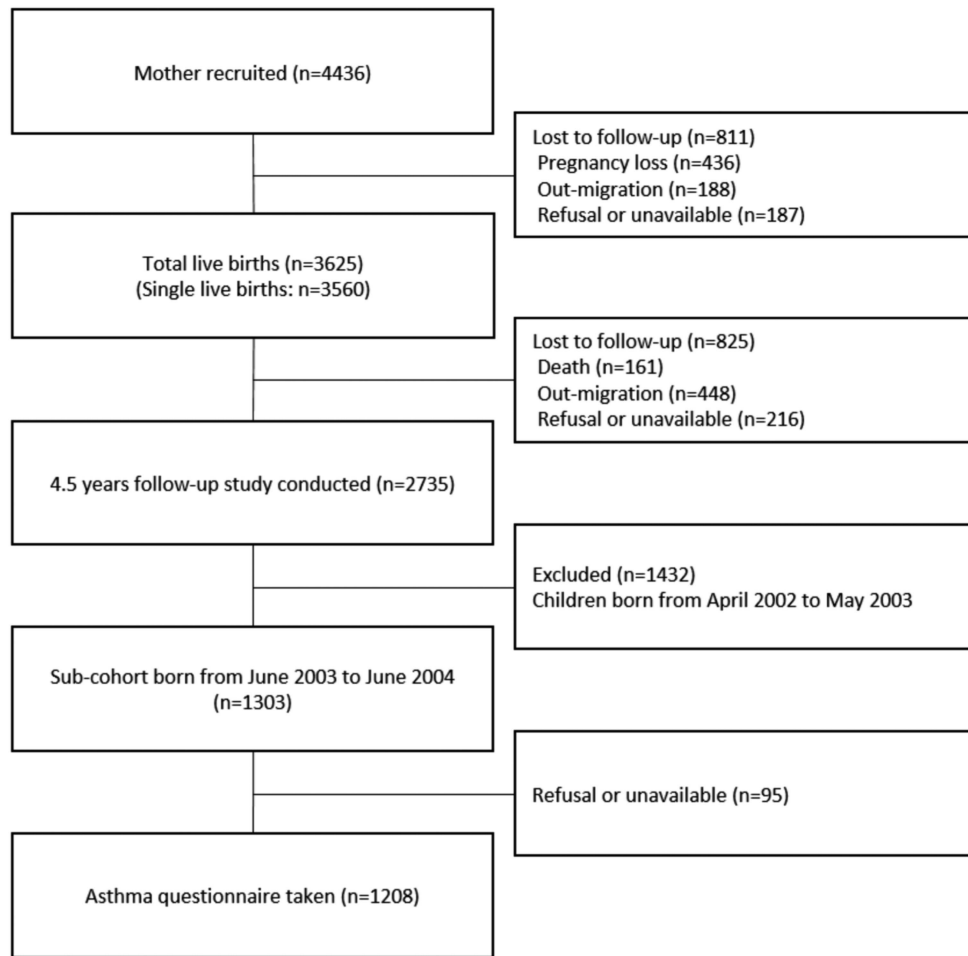 Mother recruited (n=4436)
Lost to follow-up (n=811)
Pregnancy loss (n=436)
Out-migration (n=188)
Refusal or unavailable (n=187)
Total live births (n=3625)
(Single live births: n=3560)
Lost to follow-up (n=825)
Death (n=161)
Out-migration (n=448)
Refusal or unavailable (n=216)
4.5 years follow-up study conducted (n=2735)
Excluded (n=1432)
Children born from April 2002 to May 2003
Sub-cohort born from June 2003 to June 2004
(n=1303)
Refusal or unavailable (n=95)
Asthma questionnaire taken (n=1208)